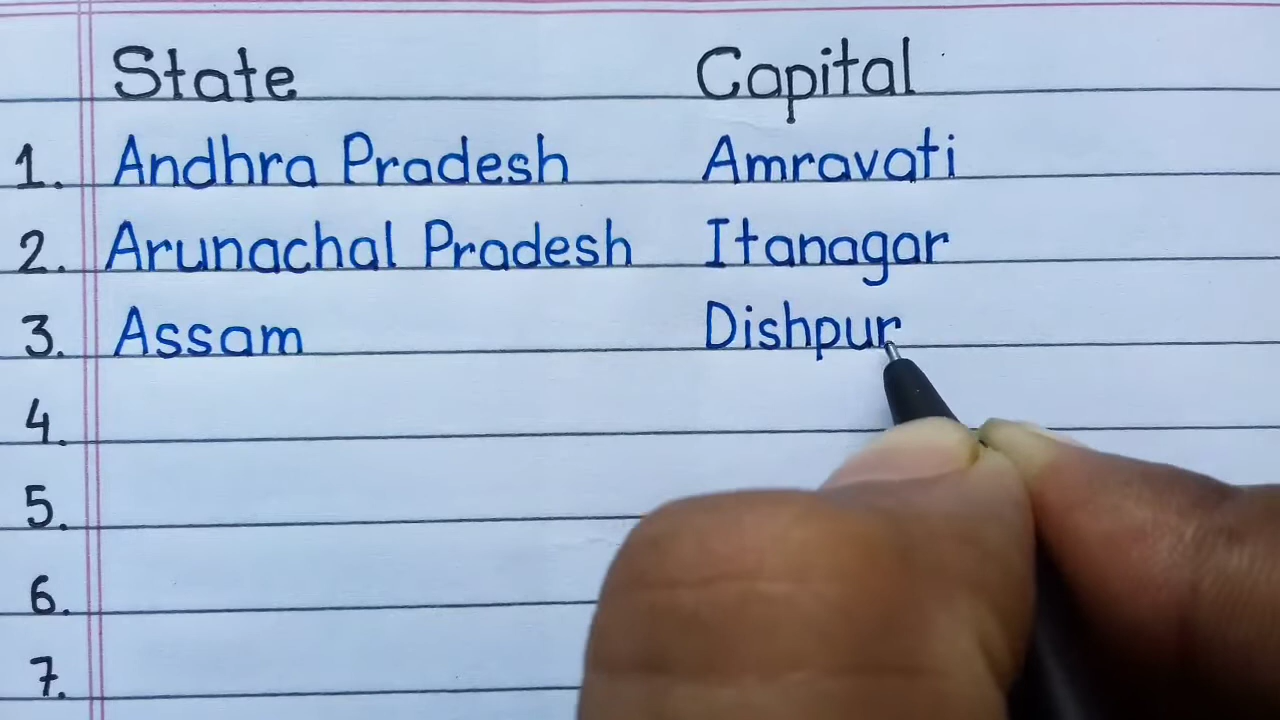 State Capital
1. Andhra Pradesh Amravati
2. Arunachal Pradesh Itanagar
3. Assam Dishpur
4.
5.
6.
7.